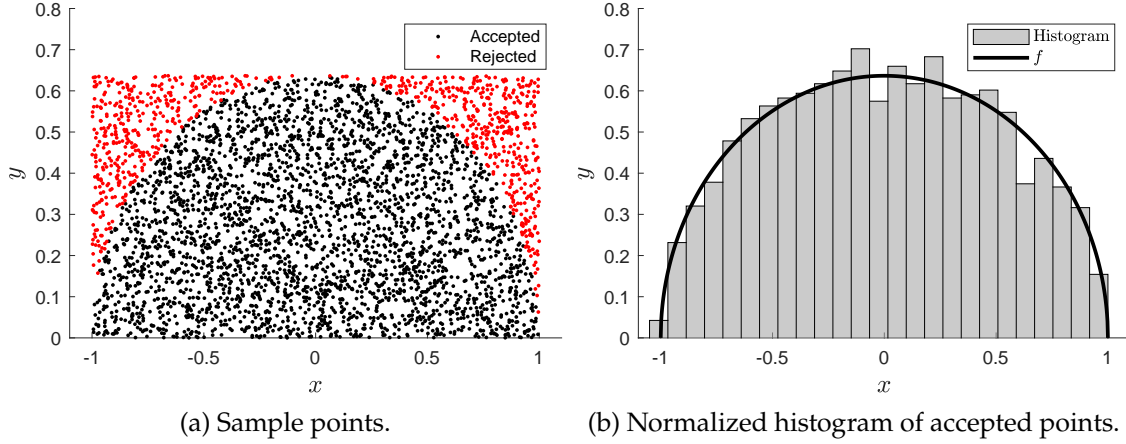 0.8
0.7
0.6
0.5
0.4
0.3
0.2
0.1
0
y
-1
-0.5
0
0.5
1
x
Accepted
Rejected
(a) Sample points.
0.8
0.7
0.6
0.5
0.4
0.3
0.2
0.1
0
y
-1
-0.5
0
0.5
1
x
Histogram
f
(b) Normalized histogram of accepted points.